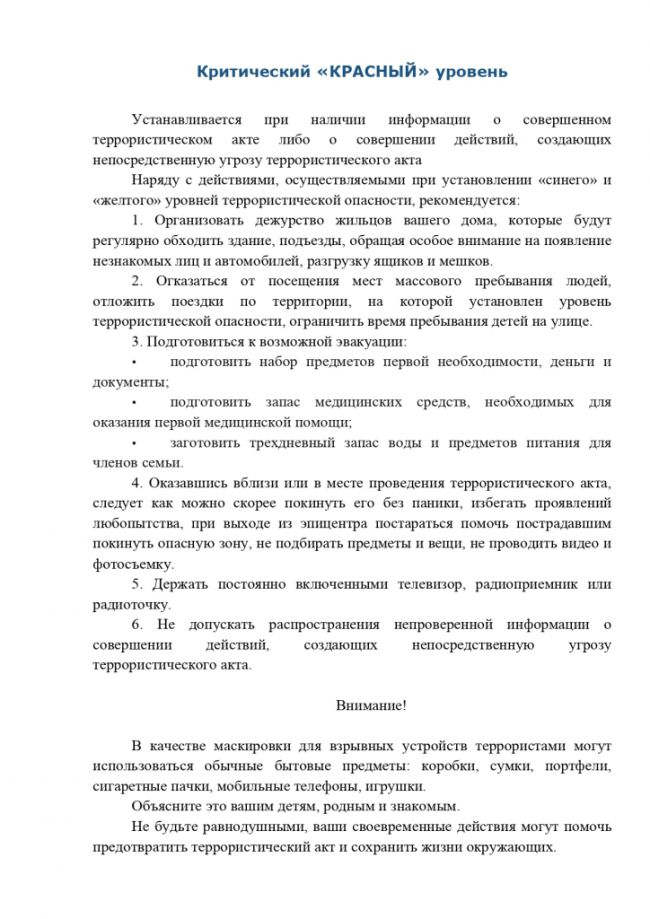 Критический «КРАСНЫЙ» уровень
Устанавливается при наличии информации о совершенном
террористическом акте либо о совершении действий, создающих
непосредственную угрозу террористического акта
Наряду с действиями, осуществляемыми при установлении «синего» и
«желтого» уровней террористической опасности, рекомендуется:
1. Организовать дежурство жильцов вашего дома, которые будут
регулярно обходить здание, подъезды, обращая особое внимание на появление
незнакомых лиц и автомобилей, разгрузку ящиков и мешков.
2. Отказаться от посещения мест массового пребывания людей,
отложить поездки по территории, на которой установлен уровень
террористической опасности, ограничить время пребывания детей на улице.
3. Подготовиться к возможной эвакуации:
• подготовить набор предметов первой необходимости, деньги и
документы;
• подготовить запас медицинских средств, необходимых для
оказания первой медицинской помощи;
• заготовить трехдневный запас воды и предметов питания для
членов семьи.
4. Оказавшись вблизи или в месте проведения террористического акта,
следует как можно скорее покинуть его без паники, избегать проявлений
любопытства, при выходе из эпицентра постараться помочь пострадавшим
покинуть опасную зону, не подбирать предметы и вещи, не проводить видео и
фотосъемку.
5. Держать постоянно включенными телевизор, радиоприемник или
радиоточку.
6. Не допускать распространения непроверенной информации о
совершении действий, создающих непосредственную угрозу
террористического акта.
Внимание!
В качестве маскировки для взрывных устройств террористами могут
использоваться обычные бытовые предметы: коробки, сумки, портфели,
сигаретные пачки, мобильные телефоны, игрушки.
Объясните это вашим детям, родным и знакомым.
Не будьте равнодушными, ваши своевременные действия могут помочь
предотвратить террористический акт и сохранить жизни окружающих.